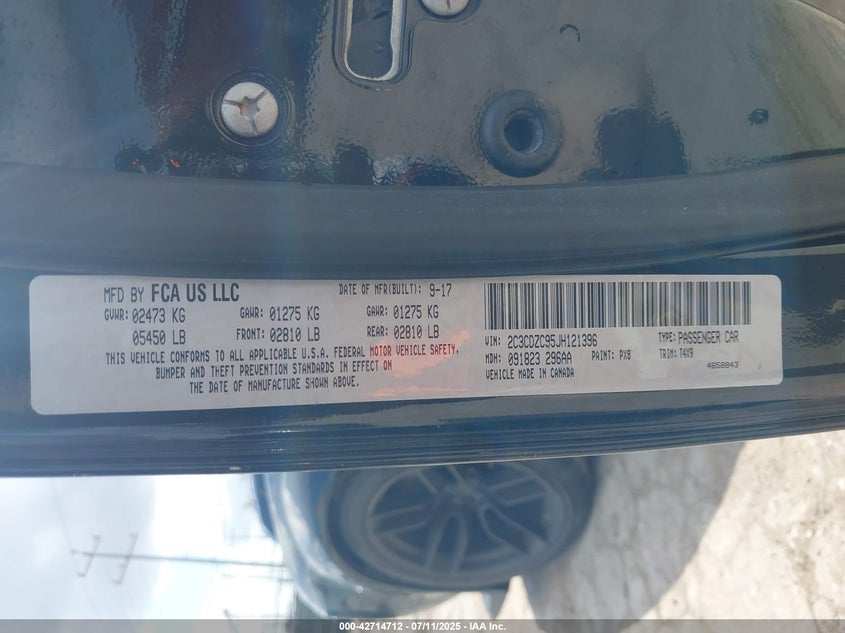 MFD BY FCA US LLC
DATE OF MFR(BUILT): 9-17
GVWR: 02473 KG GAWR: 01275 KG GAWR: 01275 KG
05450 LB FRONT: 02810 LB REAR: 02810 LB
THIS VEHICLE CONFORMS TO ALL APPLICABLE U.S.A. FEDERAL MOTOR VEHICLE SAFETY,
BUMPER AND THEFT PREVENTION STANDARDS IN EFFECT ON
THE DATE OF MANUFACTURE SHOWN ABOVE.
VIN: 2C3CDZC95JH121396 TYPE: PASSENGER CAR
MDH: 091823 296AA PAINT: PX8 TRIM: T4X9
VEHICLE MADE IN CANADA 4650843
000-42714712 - 07/11/2025 - IAA Inc.